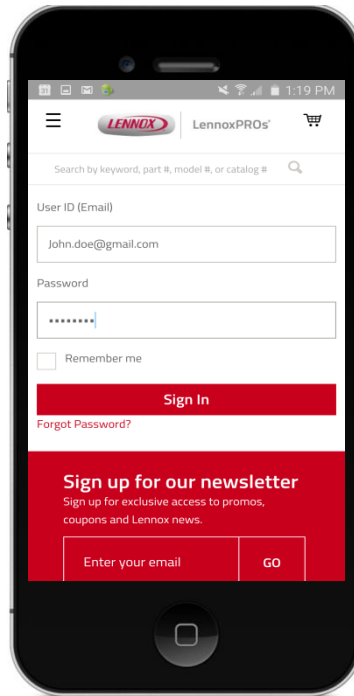 31 1:19 PM
LENNOX LennoxPROs
Search by keyword, part #, model #, or catalog #
User ID (Email)
John.doe@gmail.com
Password
••••••••
Remember me
Sign In
Forgot Password?
Sign up for our newsletter
Sign up for exclusive access to promos,
coupons and Lennox news.
Enter your email GO